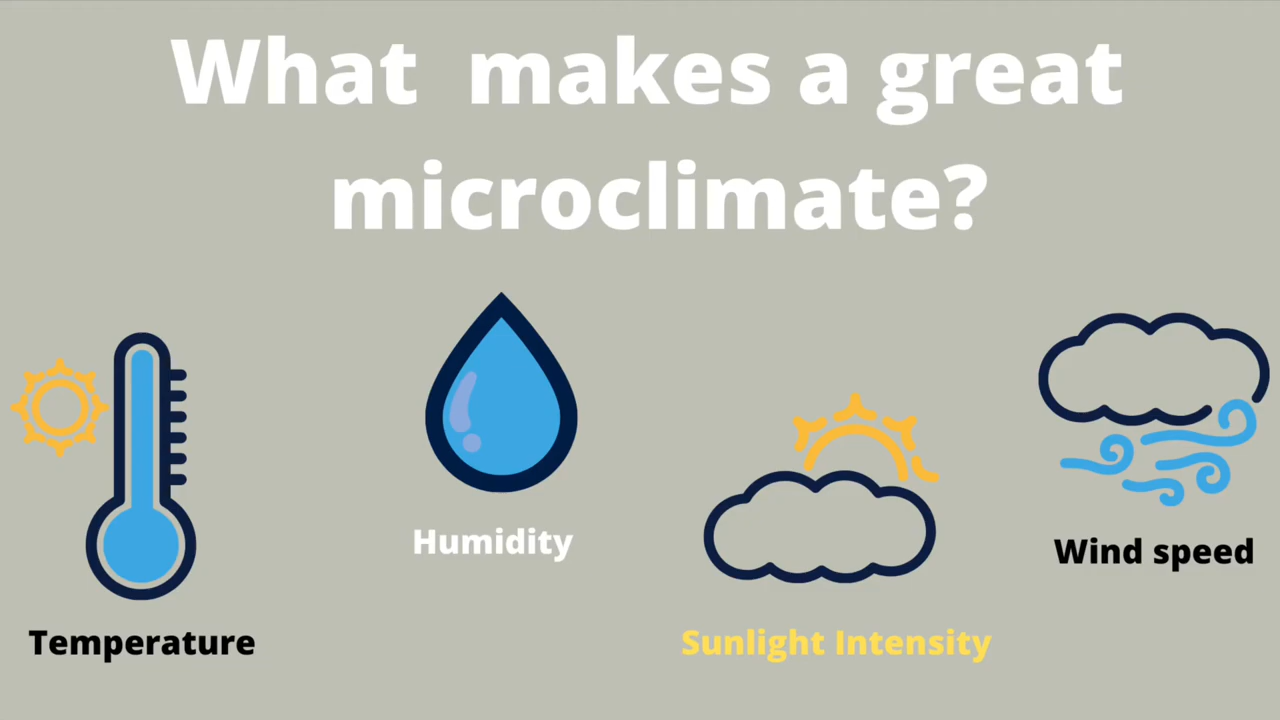 What makes a great
microclimate?
Humidity
Wind speed
Temperature
Sunlight Intensity